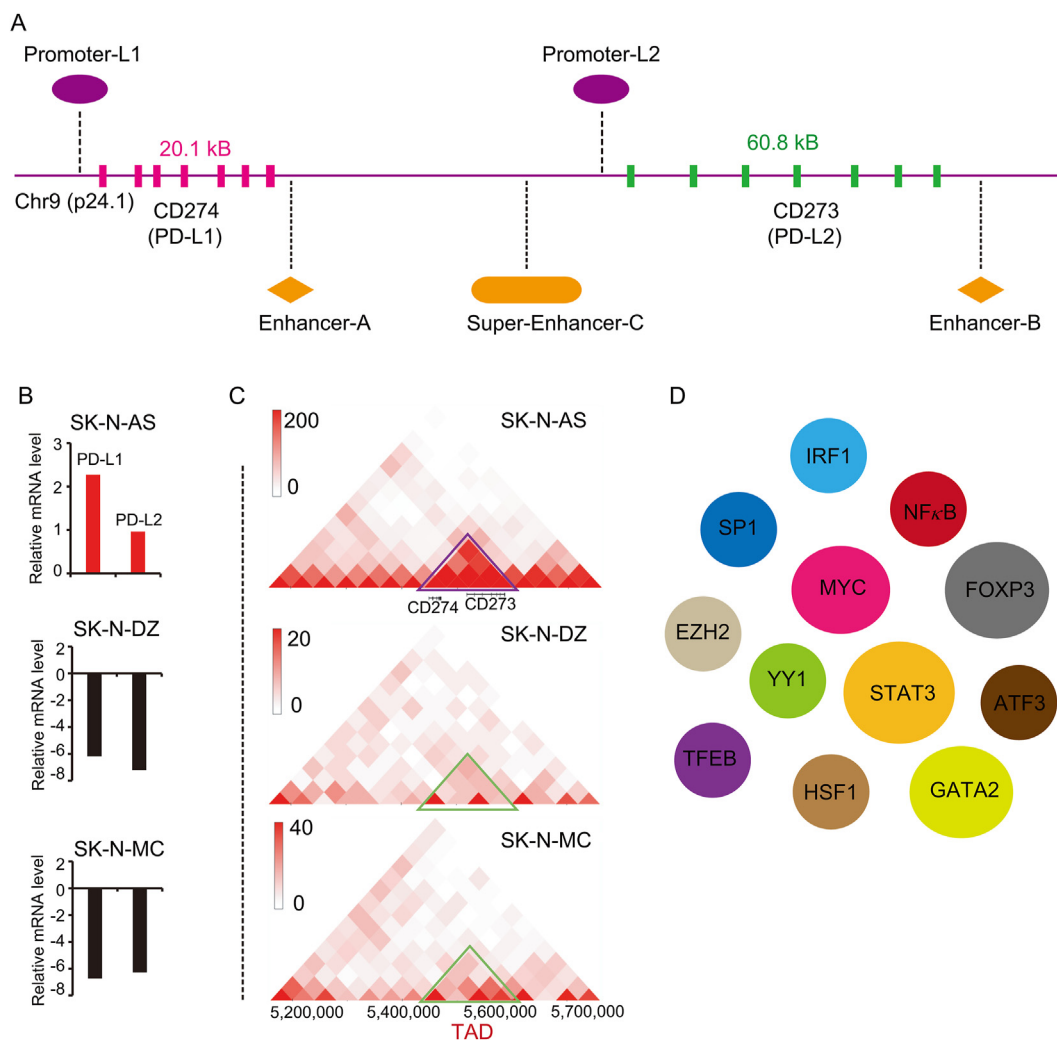 A
Promoter-L1
Promoter-L2
20.1 kB
60.8 kB
Chr9 (p24.1)
CD274
(PD-L1)
CD273
(PD-L2)
Enhancer-A
Super-Enhancer-C
Enhancer-B
B
SK-N-AS
Relative mRNA level
3
2
1
0
PD-L1
PD-L2
SK-N-DZ
Relative mRNA level
2
0
-2
-4
-6
-8
SK-N-MC
Relative mRNA level
2
0
-2
-4
-6
-8
C
200
0
SK-N-AS
CD274
CD273
20
0
SK-N-DZ
40
0
SK-N-MC
5,200,000
5,400,000
5,600,000
5,700,000
TAD
D
IRF1
SP1
NFκB
MYC
FOXP3
EZH2
YY1
STAT3
ATF3
TFEB
HSF1
GATA2